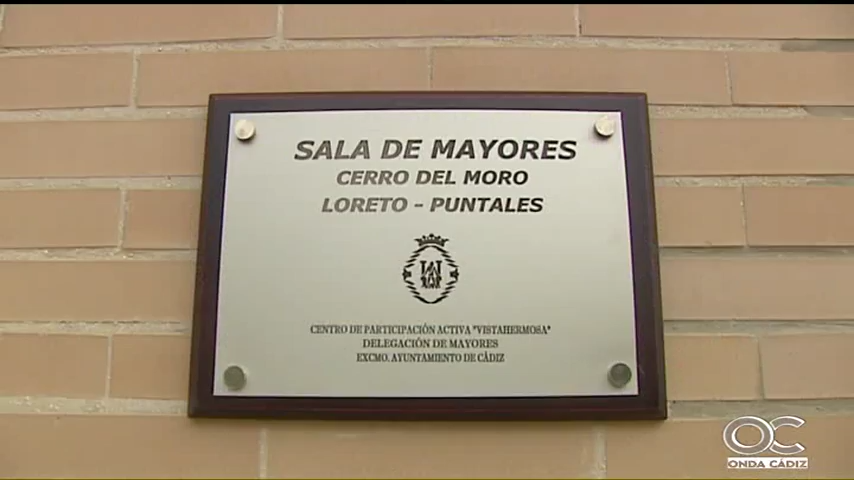 SALA DE MAYORES
CERRO DEL MORO
LORETO - PUNTALES
CENTRO DE PARTICIPACIÓN ACTIVA "VISTAHERMOSA"
DELEGACIÓN DE MAYORES
EXCMO. AYUNTAMIENTO DE CÁDIZ
OC
ONDA CÁDIZ